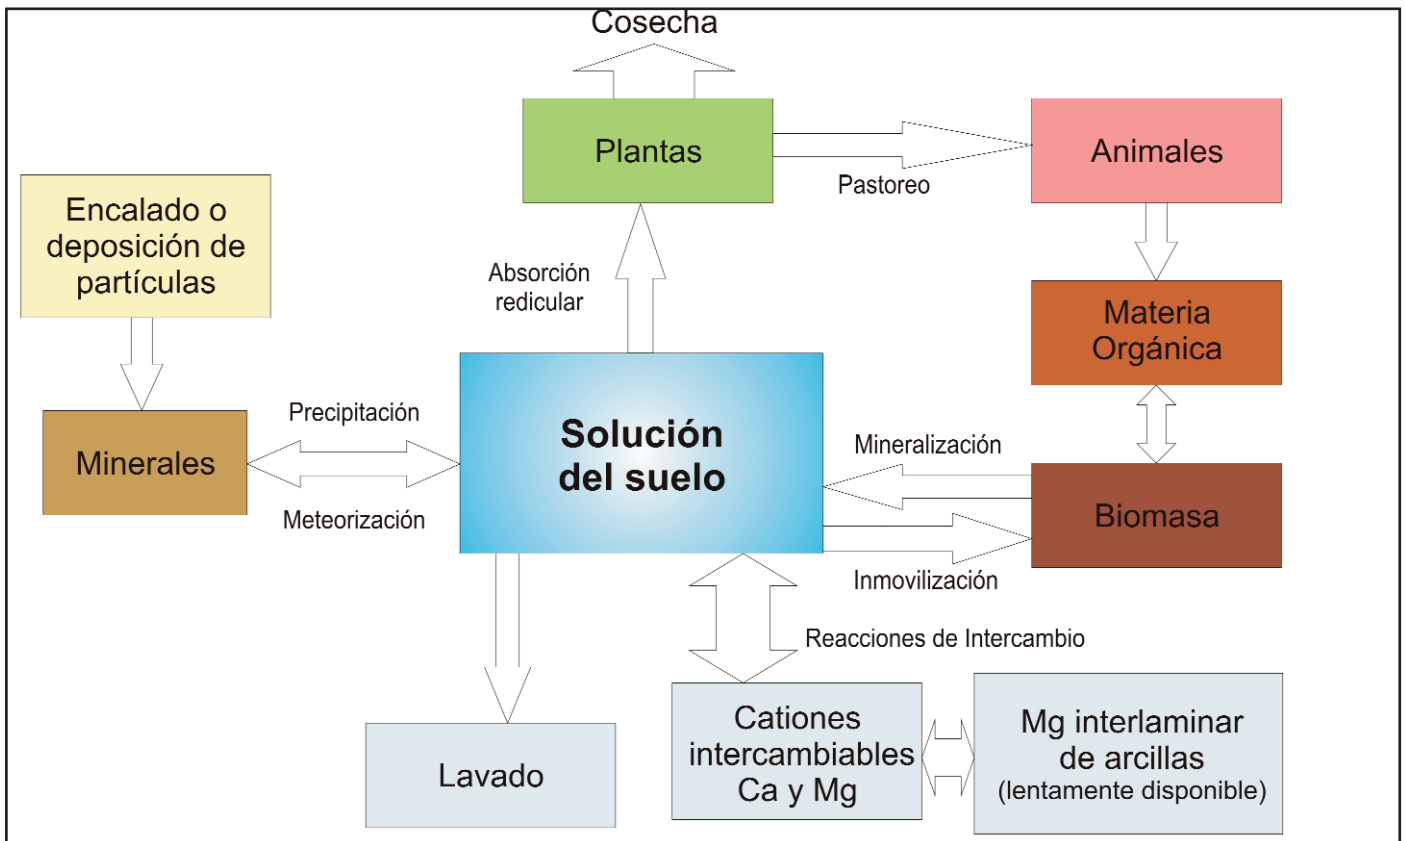 Cosecha
Plantas
Animales
Pastoreo
Encalado o
deposición de
partículas
Absorción
redicular
Materia
Orgánica
Minerales
Precipitación
Meteorización
Solución
del suelo
Mineralización
Biomasa
Inmovilización
Reacciones de Intercambio
Lavado
Cationes
intercambiables
Ca y Mg
Mg interlaminar
de arcillas
(lentamente disponible)